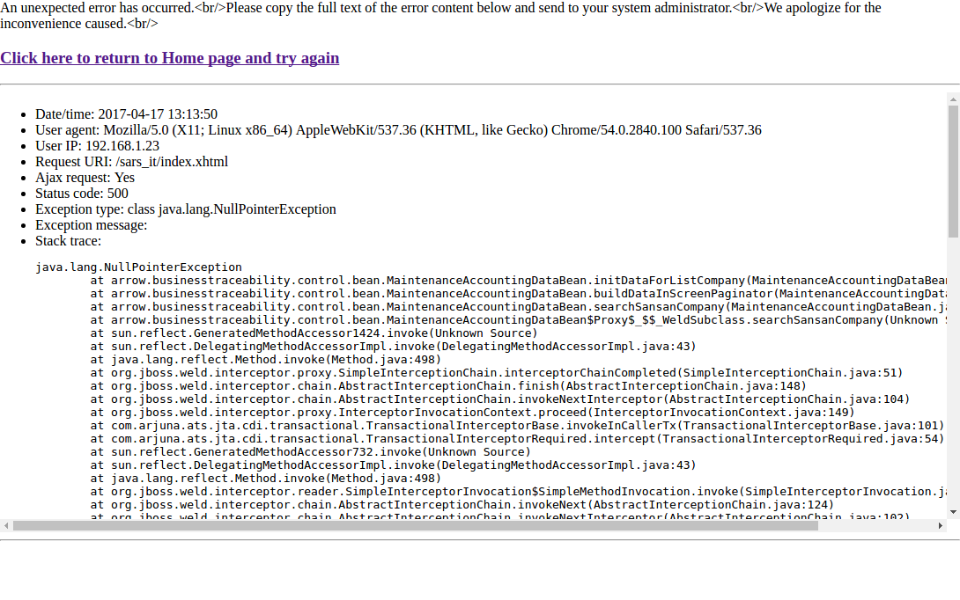 An unexpected error has occurred.<br/>Please copy the full text of the error content below and send to your system administrator.<br/>We apologize for the
inconvenience caused.<br/>
Click here to return to Home page and try again
Date/time: 2017-04-17 13:13:50
User agent: Mozilla/5.0 (X11; Linux x86_64) AppleWebKit/537.36 (KHTML, like Gecko) Chrome/54.0.2840.100 Safari/537.36
User IP: 192.168.1.23
Request URI: /sars_it/index.xhtml
Ajax request: Yes
Status code: 500
Exception type: class java.lang.NullPointerException
Exception message:
Stack trace:
java.lang.NullPointerException
at arrow.businesstraceability.control.bean.MaintenanceAccountingDataBean.initDataForListCompany(MaintenanceAccountingDataBean
at arrow.businesstraceability.control.bean.MaintenanceAccountingDataBean.buildDataInScreenPaginator(MaintenanceAccountingData
at arrow.businesstraceability.control.bean.MaintenanceAccountingDataBean.searchSansanCompany(MaintenanceAccountingDataBean.ja
at arrow.businesstraceability.control.bean.MaintenanceAccountingDataBean$Proxy$_$$_WeldSubclass.searchSansanCompany(Unknown S
at sun.reflect.GeneratedMethodAccessor1424.invoke(Unknown Source)
at sun.reflect.DelegatingMethodAccessorImpl.invoke(DelegatingMethodAccessorImpl.java:43)
at java.lang.reflect.Method.invoke(Method.java:498)
at org.jboss.weld.interceptor.proxy.SimpleInterceptionChain.interceptorChainCompleted(SimpleInterceptionChain.java:51)
at org.jboss.weld.interceptor.chain.AbstractInterceptionChain.finish(AbstractInterceptionChain.java:148)
at org.jboss.weld.interceptor.chain.AbstractInterceptionChain.invokeNextInterceptor(AbstractInterceptionChain.java:104)
at org.jboss.weld.interceptor.proxy.InterceptorInvocationContext.proceed(InterceptorInvocationContext.java:149)
at com.arjuna.ats.jta.cdi.transactional.TransactionalInterceptorBase.invokeInCallerTx(TransactionalInterceptorBase.java:101)
at com.arjuna.ats.jta.cdi.transactional.TransactionalInterceptorRequired.intercept(TransactionalInterceptorRequired.java:54)
at sun.reflect.GeneratedMethodAccessor732.invoke(Unknown Source)
at sun.reflect.DelegatingMethodAccessorImpl.invoke(DelegatingMethodAccessorImpl.java:43)
at java.lang.reflect.Method.invoke(Method.java:498)
at org.jboss.weld.interceptor.reader.SimpleInterceptorInvocation$SimpleMethodInvocation.invoke(SimpleInterceptorInvocation.ja
at org.jboss.weld.interceptor.chain.AbstractInterceptionChain.invokeNext(AbstractInterceptionChain.java:124)
at org.jboss.weld.interceptor.chain.AbstractInterceptionChain.invokeNextInterceptor(AbstractInterceptionChain.java:102)